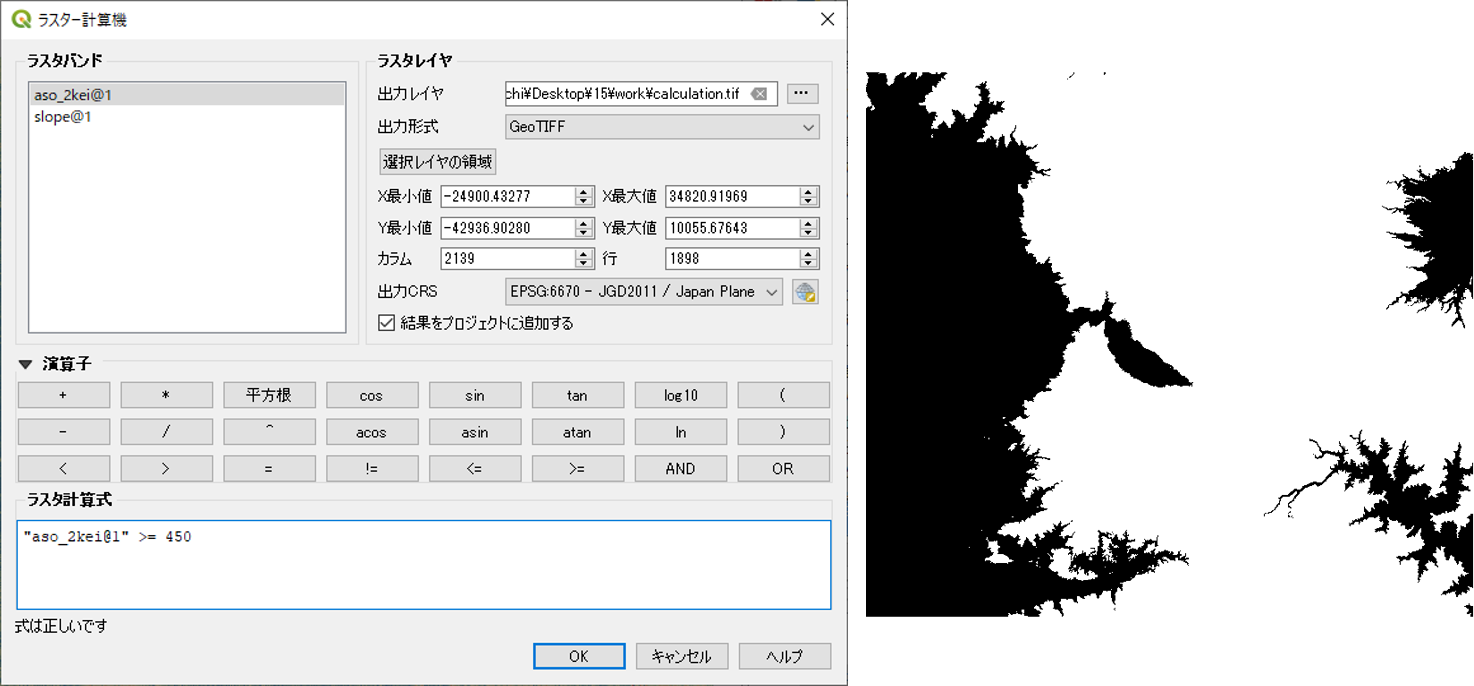 ラスター計算機
ラスタバンド
aso_2kei@1
slope@1
ラスタレイヤ
出力レイヤ chi¥Desktop¥15¥work¥calculation.tif ...
出力形式 GeoTIFF
選択レイヤの領域
X最小値 -24900.43277 X最大値 34820.91969
Y最小値 -42936.90280 Y最大値 10055.67643
カラム 2139 行 1898
出力CRS EPSG:6670 - JGD2011 / Japan Plane
結果をプロジェクトに追加する
演算子
+ * 平方根 cos sin tan log10 (
- / ^ acos asin atan ln )
< > = != <= >= AND OR
ラスタ計算式
"aso_2kei@1" >= 450
式は正しいです
OK キャンセル ヘルプ